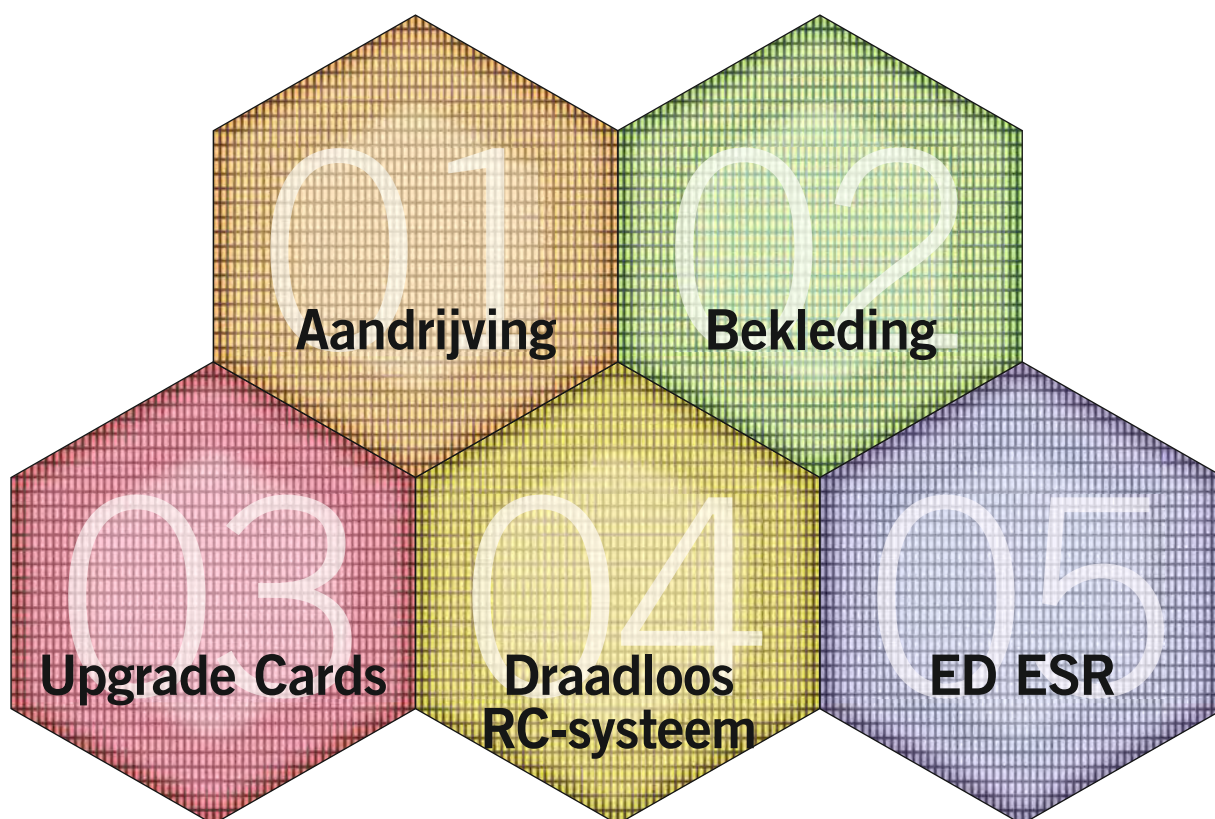 01
Aandrijving
02
Bekleding
03
Upgrade Cards
04
Draadloos
RC-systeem
05
ED ESR